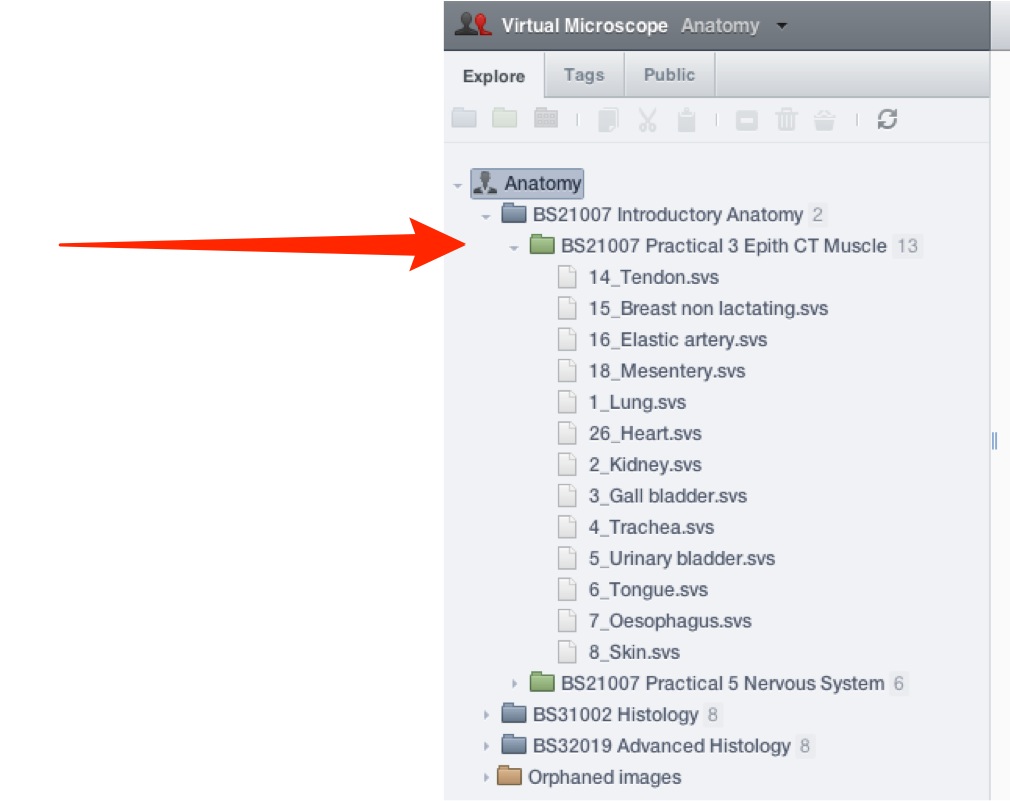 Virtual Microscope Anatomy
Explore Tags Public
Anatomy
BS21007 Introductory Anatomy 2
BS21007 Practical 3 Epith CT Muscle 13
14_Tendon.svs
15_Breast non lactating.svs
16_Elastic artery.svs
18_Mesentery.svs
1_Lung.svs
26_Heart.svs
2_Kidney.svs
3_Gall bladder.svs
4_Trachea.svs
5_Urinary bladder.svs
6_Tongue.svs
7_Oesophagus.svs
8_Skin.svs
BS21007 Practical 5 Nervous System 6
BS31002 Histology 8
BS32019 Advanced Histology 8
Orphaned images